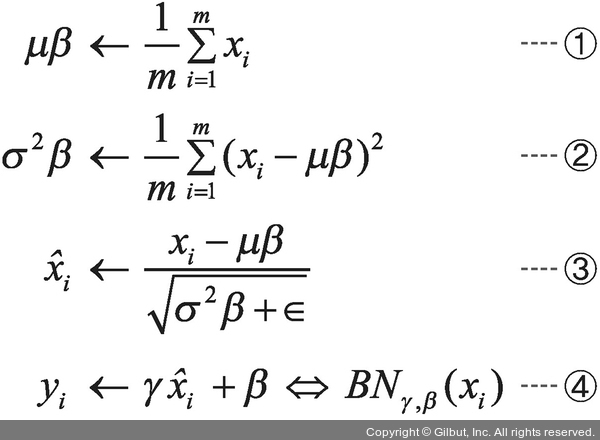 μβ ← 1/m ∑_{i=1}^{m} x_i ---- ①
σ²β ← 1/m ∑_{i=1}^{m} (x_i − μβ)² ---- ②
x̂_i ← (x_i − μβ)/√(σ²β + ∈) ---- ③
y_i ← γx̂_i + β ⇔ BN_{γ,β}(x_i) ---- ④
Copyright © Gilbut, Inc. All rights reserved.